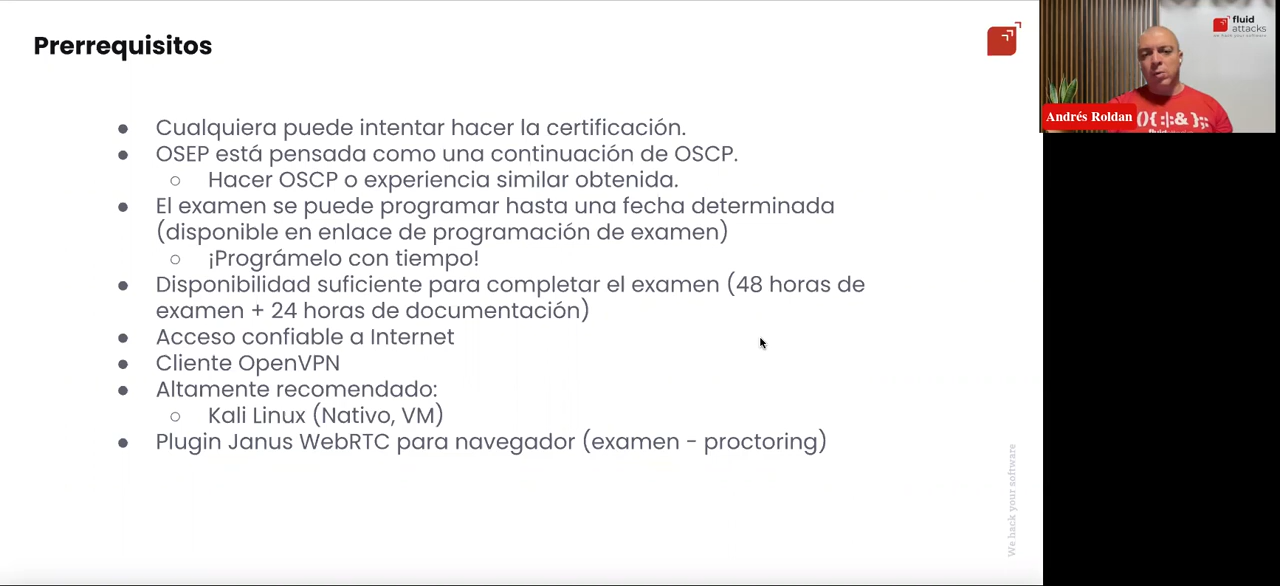 Prerrequisitos
● Cualquiera puede intentar hacer la certificación.
● OSEP está pensada como una continuación de OSCP.
○ Hacer OSCP o experiencia similar obtenida.
● El examen se puede programar hasta una fecha determinada
(disponible en enlace de programación de examen)
○ ¡Prográmelo con tiempo!
● Disponibilidad suficiente para completar el examen (48 horas de
examen + 24 horas de documentación)
● Acceso confiable a Internet
● Cliente OpenVPN
● Altamente recomendado:
○ Kali Linux (Nativo, VM)
● Plugin Janus WebRTC para navegador (examen - proctoring)
We hack your software
fluid
attacks
we hack your software
Andrés Roldan
(){ :|:& };: